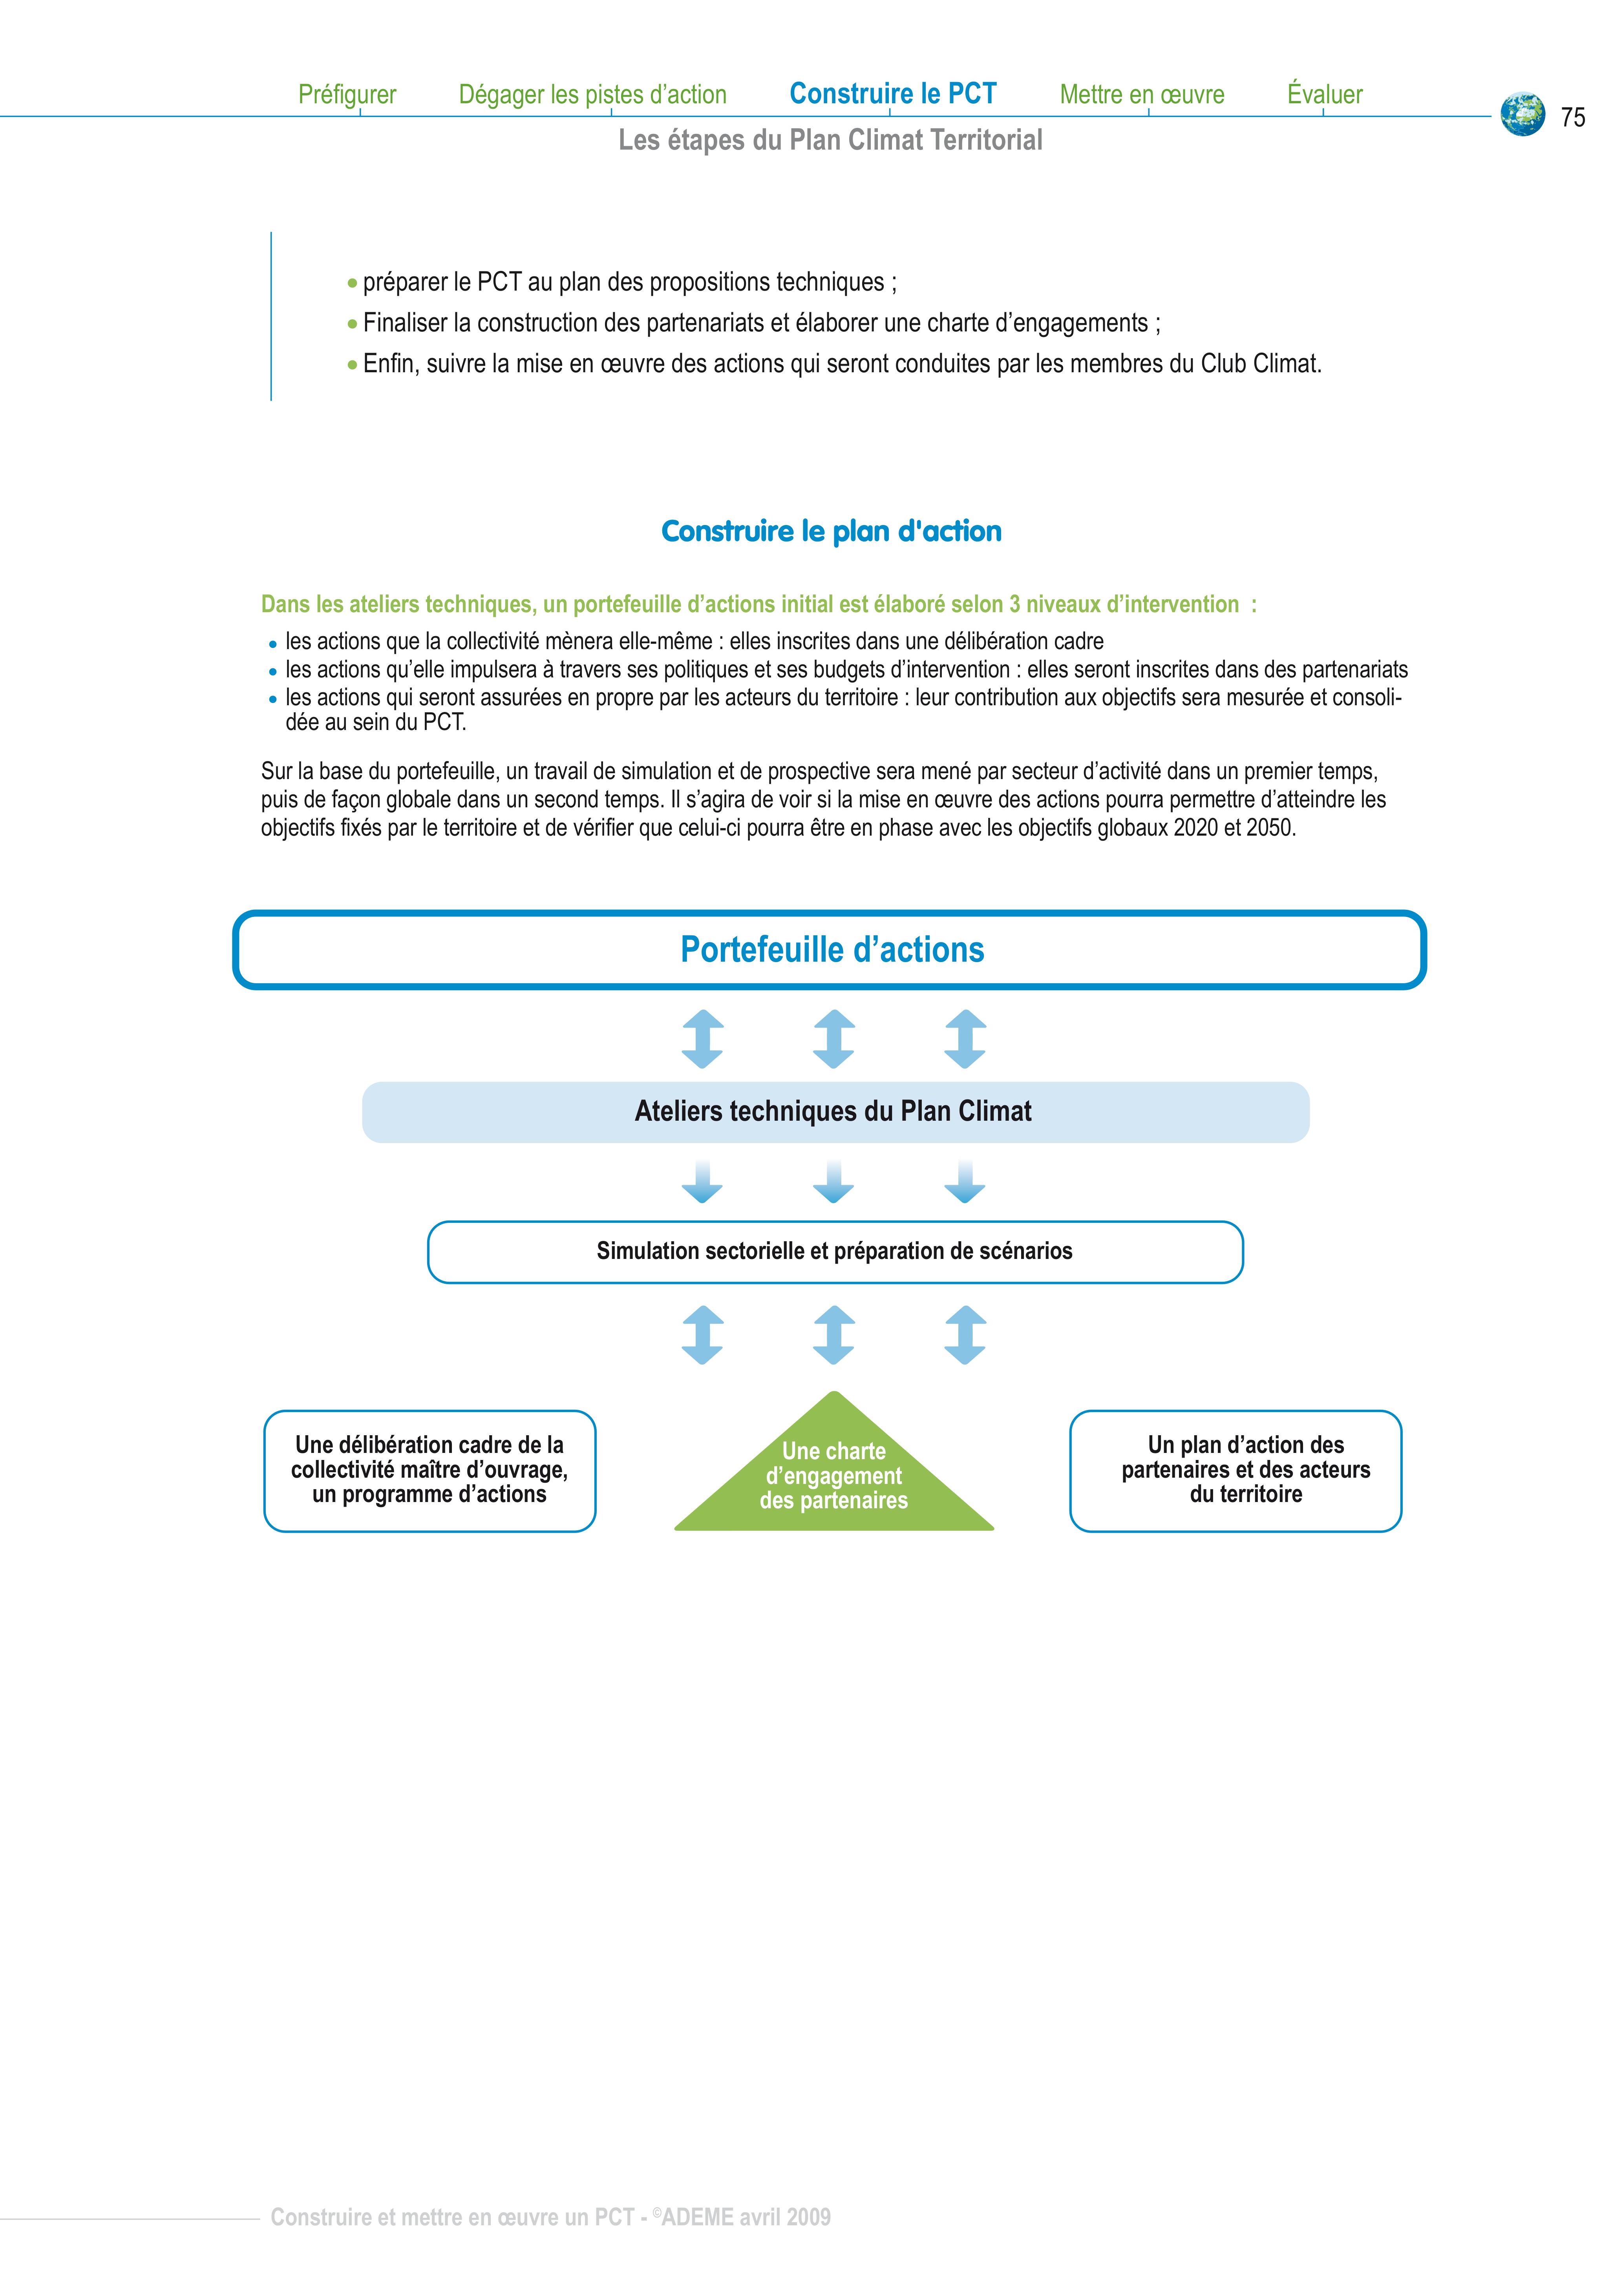 Préfigurer Dégager les pistes d’action Construire le PCT Mettre en œuvre Évaluer
75
Les étapes du Plan Climat Territorial
• préparer le PCT au plan des propositions techniques ;
• Finaliser la construction des partenariats et élaborer une charte d’engagements ;
• Enfin, suivre la mise en œuvre des actions qui seront conduites par les membres du Club Climat.
Construire le plan d'action
Dans les ateliers techniques, un portefeuille d’actions initial est élaboré selon 3 niveaux d’intervention :
• les actions que la collectivité mènera elle-même : elles inscrites dans une délibération cadre
• les actions qu’elle impulsera à travers ses politiques et ses budgets d’intervention : elles seront inscrites dans des partenariats
• les actions qui seront assurées en propre par les acteurs du territoire : leur contribution aux objectifs sera mesurée et consoli-
dée au sein du PCT.
Sur la base du portefeuille, un travail de simulation et de prospective sera mené par secteur d’activité dans un premier temps,
puis de façon globale dans un second temps. Il s’agira de voir si la mise en œuvre des actions pourra permettre d’atteindre les
objectifs fixés par le territoire et de vérifier que celui-ci pourra être en phase avec les objectifs globaux 2020 et 2050.
Portefeuille d’actions
Ateliers techniques du Plan Climat
Simulation sectorielle et préparation de scénarios
Une délibération cadre de la
collectivité maître d’ouvrage,
un programme d’actions
Une charte
d’engagement
des partenaires
Un plan d’action des
partenaires et des acteurs
du territoire
Construire et mettre en œuvre un PCT - ©ADEME avril 2009